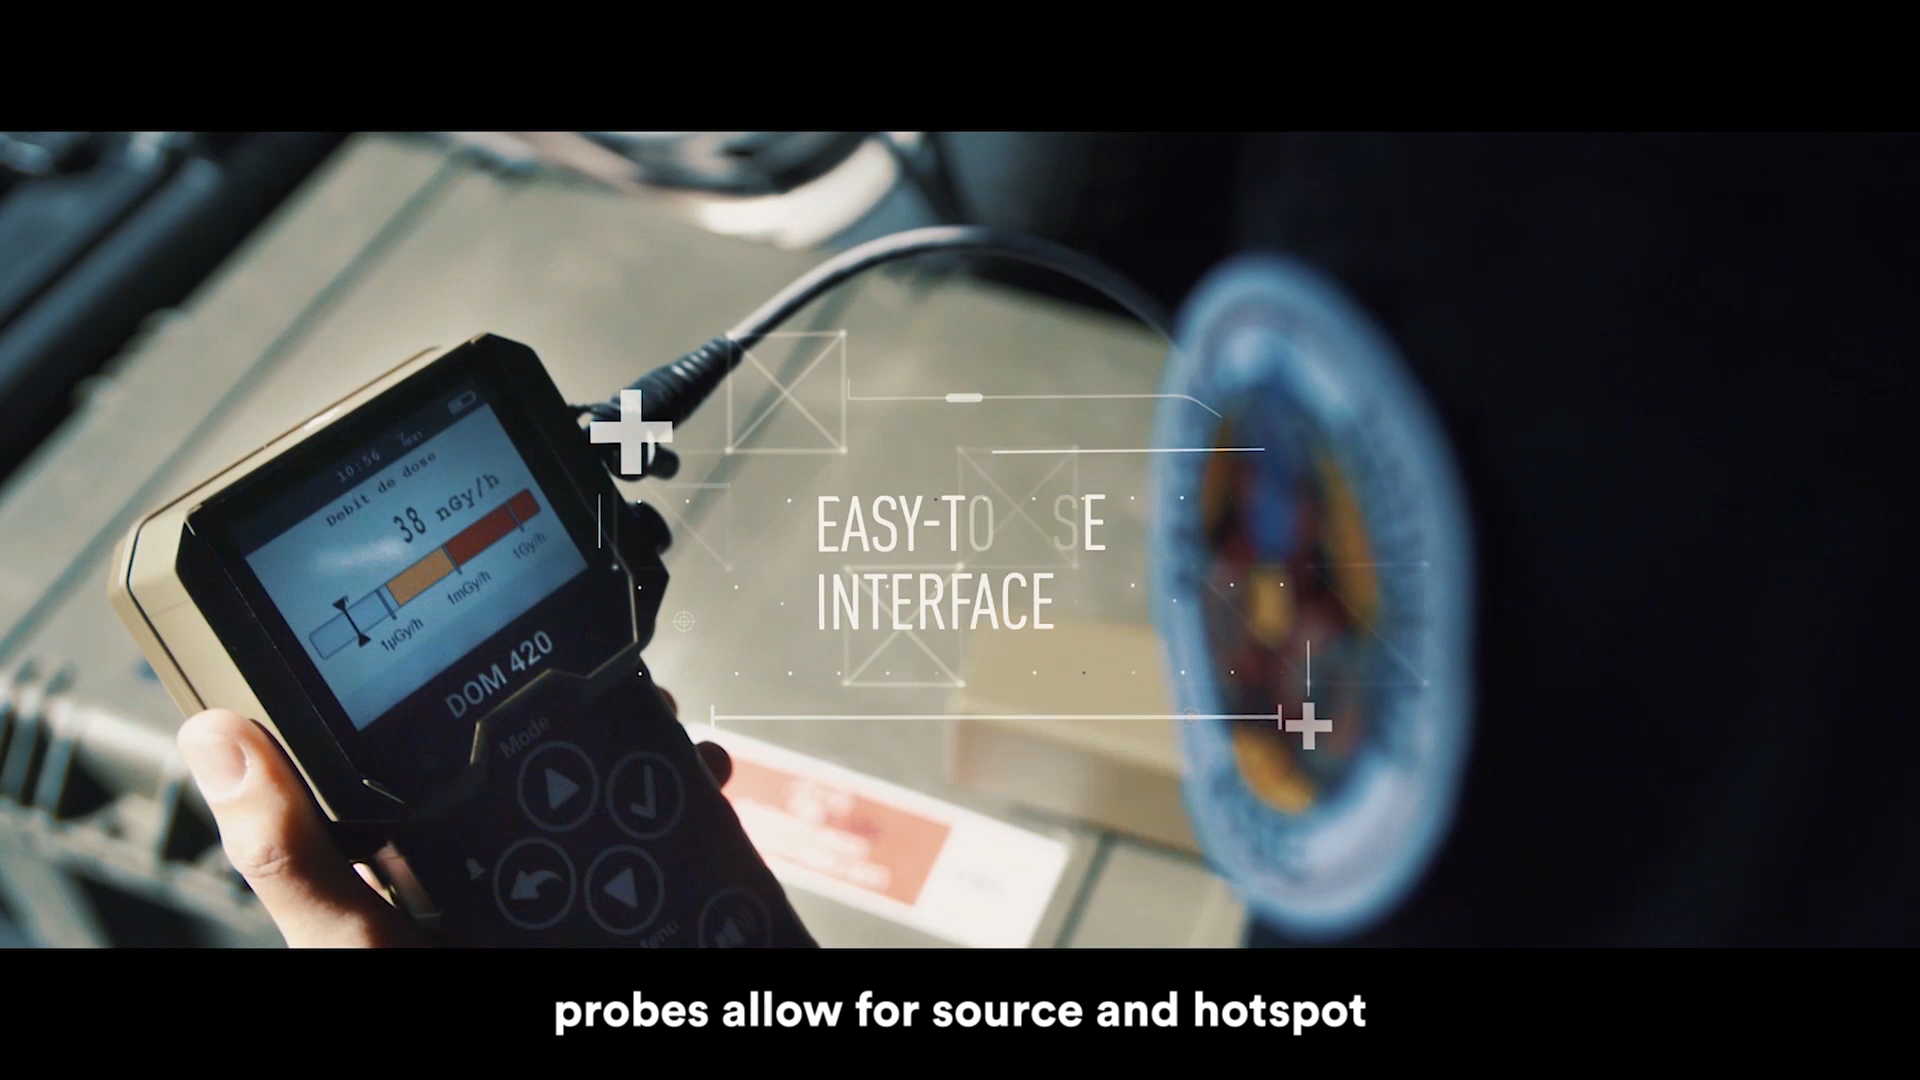 10:56
Debit de dose
38 nGy/h
1µGy/h
1mGy/h
1Gy/h
DOM 420
Mode
Menu
EASY-TO SE
INTERFACE
probes allow for source and hotspot